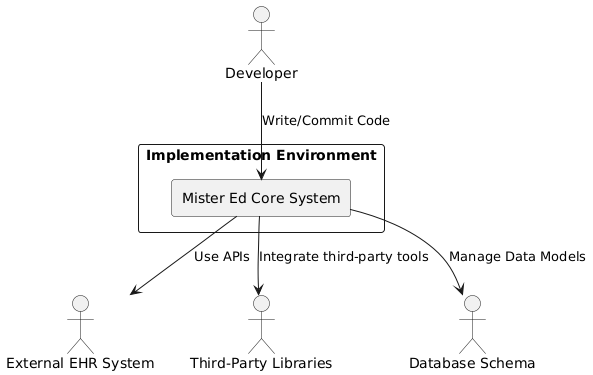 Developer
Write/Commit Code
Implementation Environment
Mister Ed Core System
Use APIs
Integrate third-party tools
Manage Data Models
External EHR System
Third-Party Libraries
Database Schema